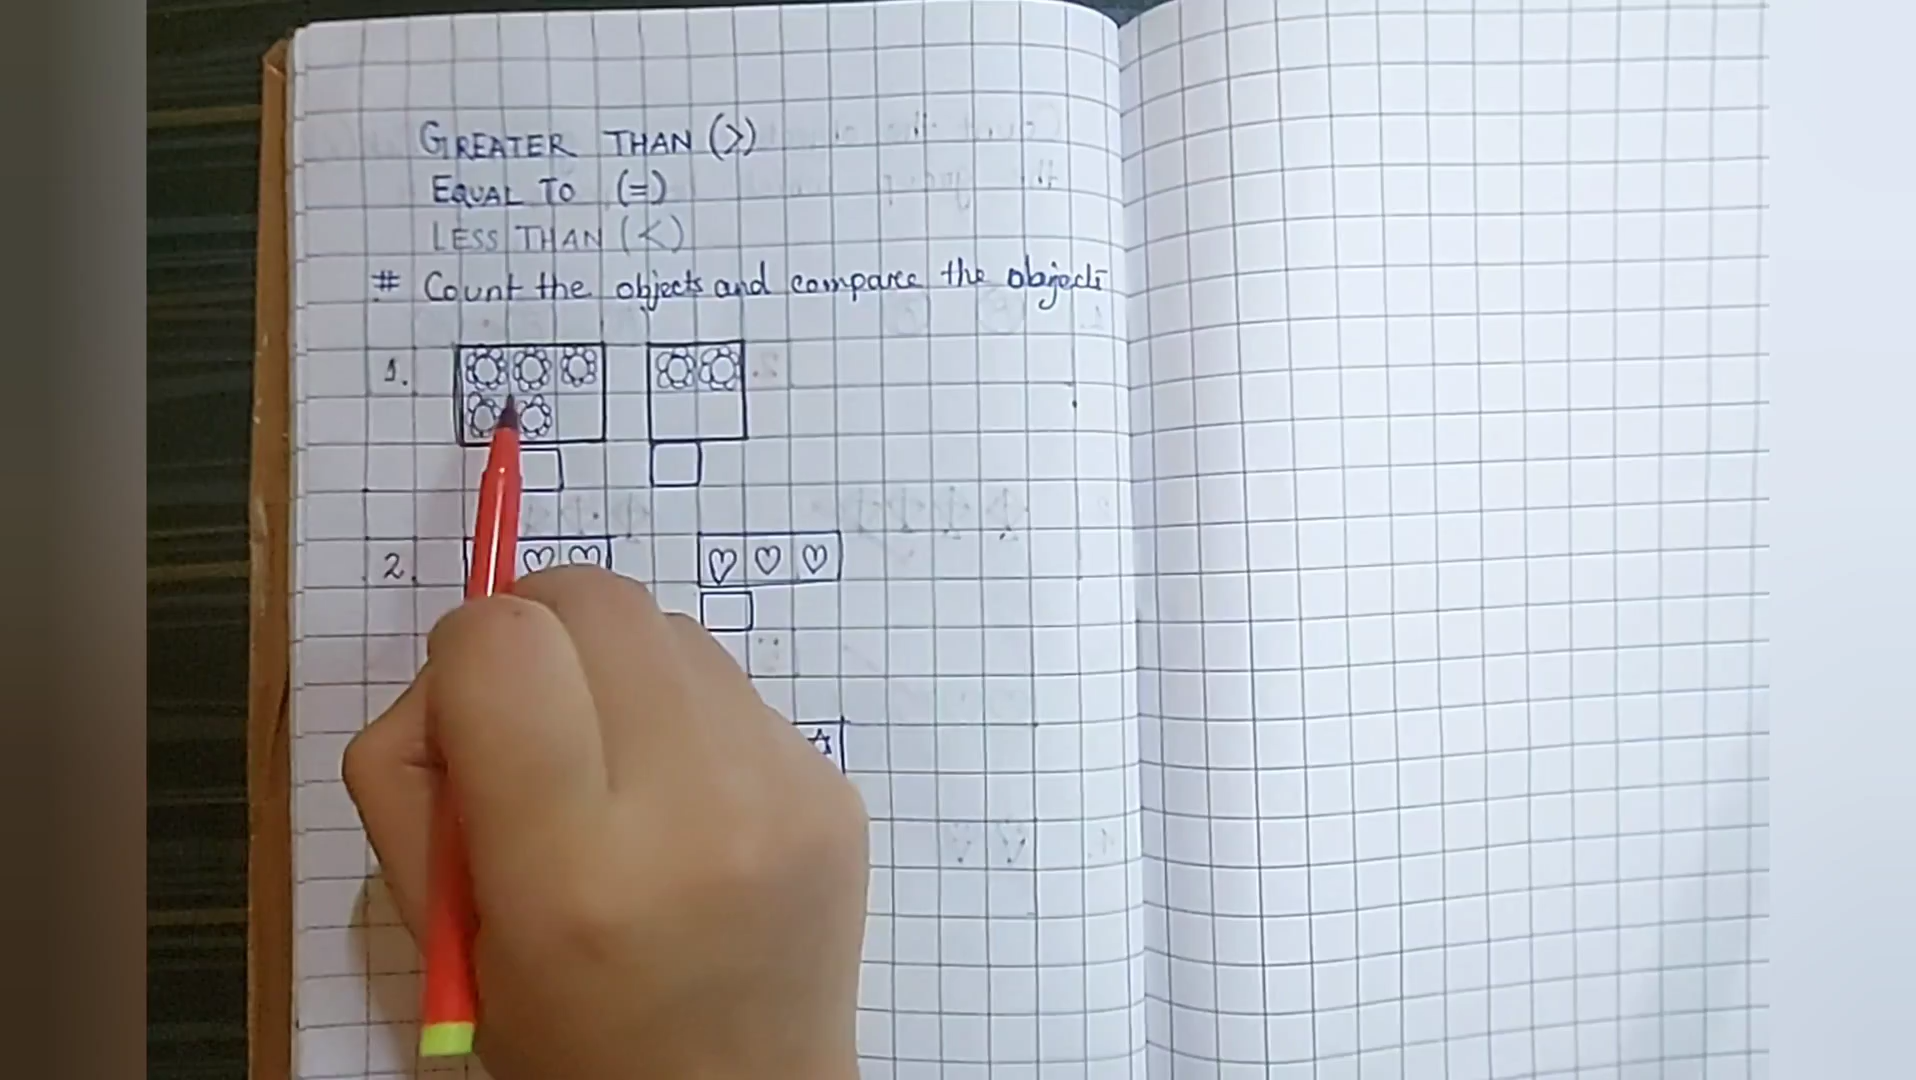 GREATER THAN (>)
EQUAL TO (=)
LESS THAN (<)
# Count the objects and compare the objects
1.
2.